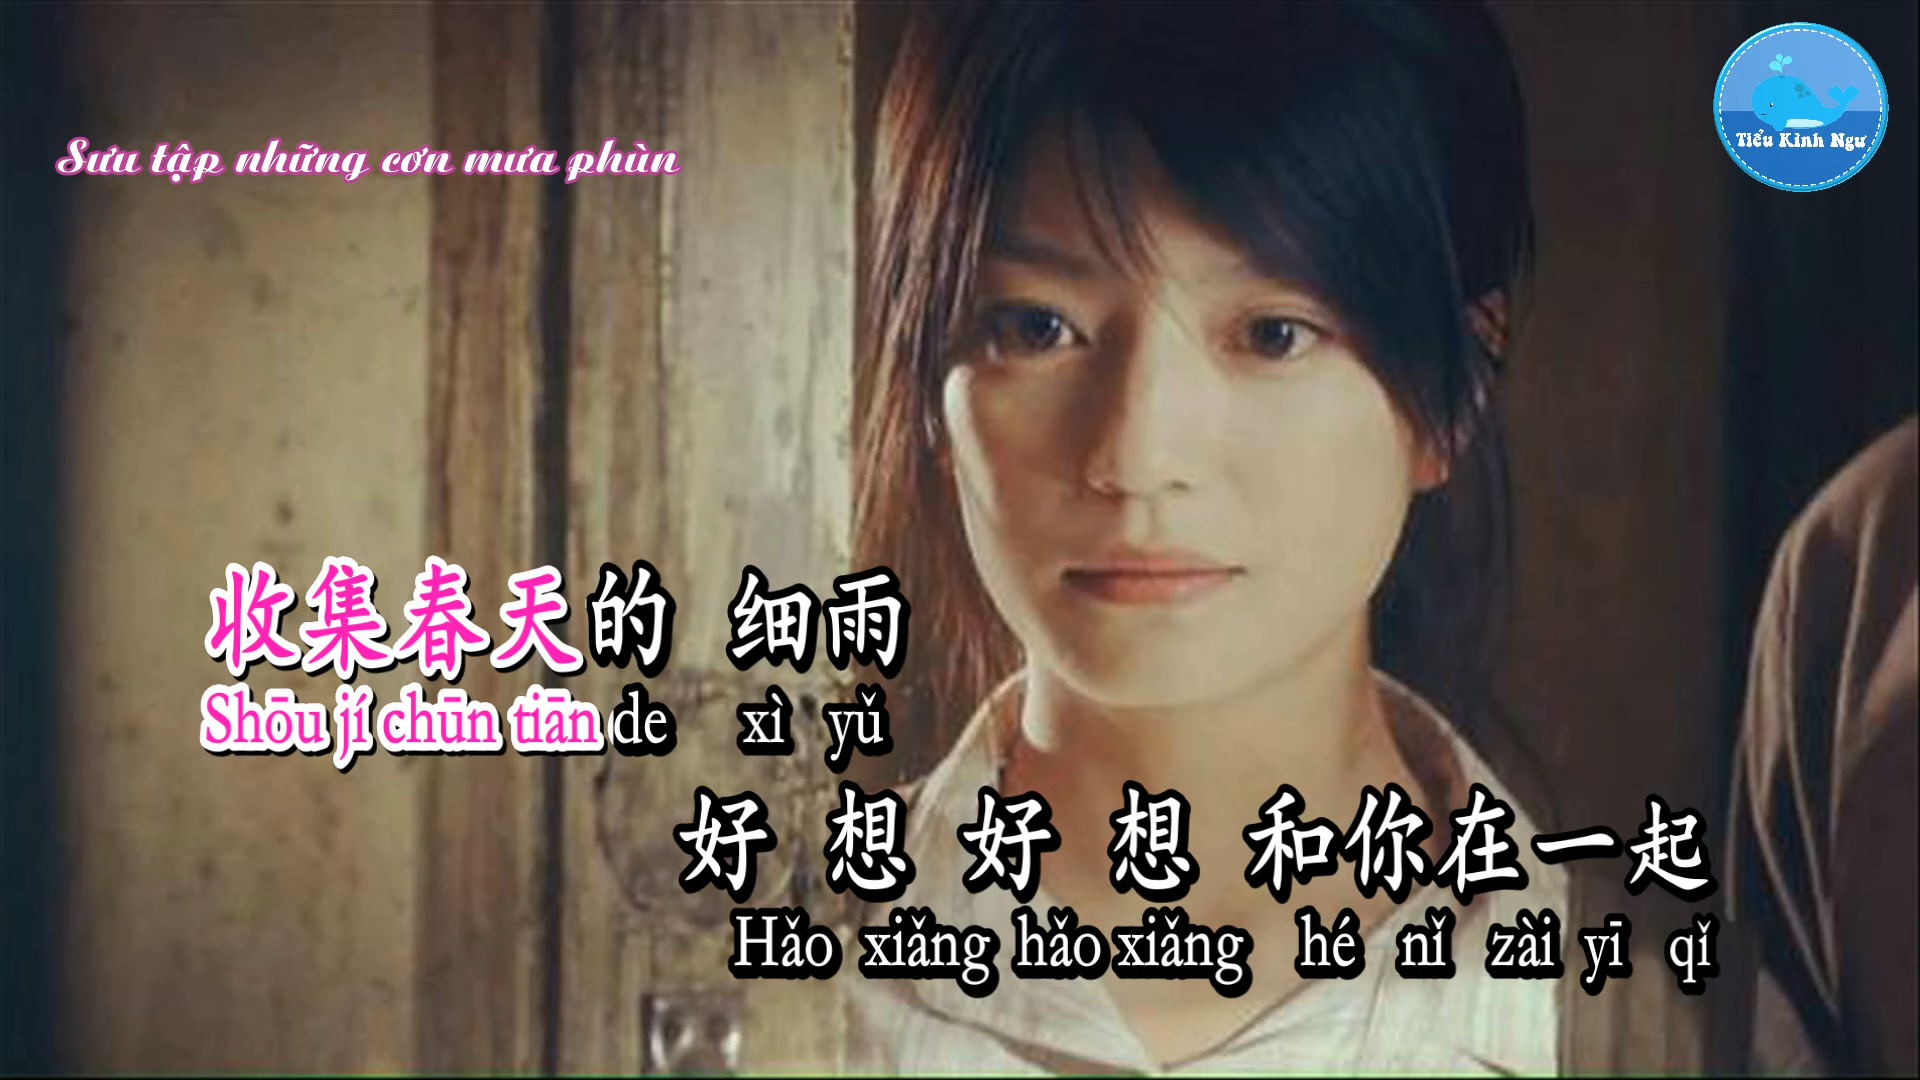 Sưu tập những cơn mưa phùn
Tiểu Kình Ngư
收集春天的 细雨
Shōu jí chūn tiān de xì yǔ
好 想 好 想 和你在一起
Hǎo xiǎng hǎo xiǎng hé nǐ zài yī qǐ